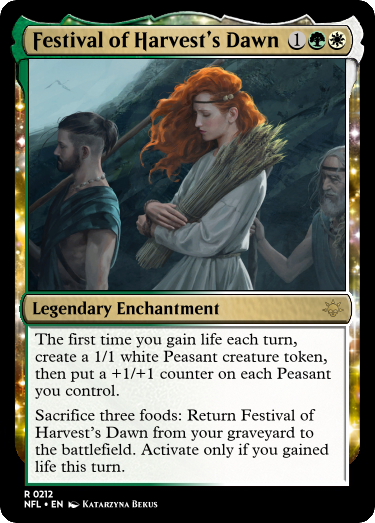 Festival of Harvest's Dawn 1
Legendary Enchantment
The first time you gain life each turn,
create a 1/1 white Peasant creature token,
then put a +1/+1 counter on each Peasant
you control.
Sacrifice three foods: Return Festival of
Harvest's Dawn from your graveyard to
the battlefield. Activate only if you gained
life this turn.
R 0212
NFL • EN Katarzyna Bekus